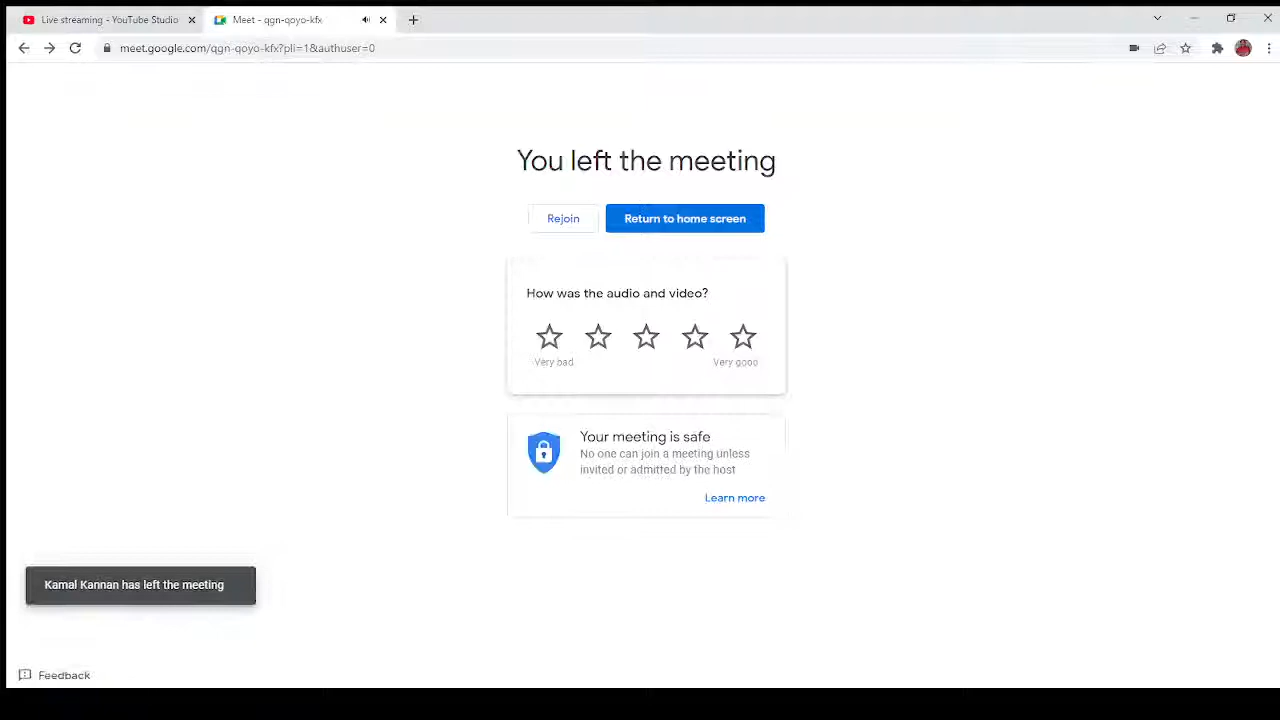 Live streaming - YouTube Studio
Meet - qgn-qoyo-kfx
meet.google.com/qgn-qoyo-kfx?pli=1&authuser=0
You left the meeting
Rejoin
Return to home screen
How was the audio and video?
Very bad
Very good
Your meeting is safe
No one can join a meeting unless
invited or admitted by the host
Learn more
Kamal Kannan has left the meeting
Feedback